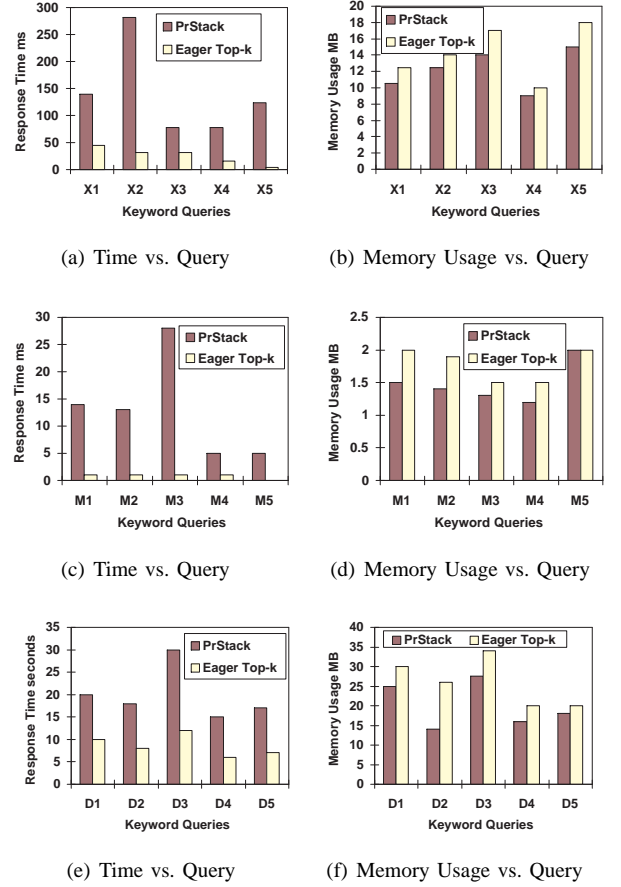 300
250
200
150
100
50
0
Response Time ms
PrStack
Eager Top-k
X1 X2 X3 X4 X5
Keyword Queries
(a) Time vs. Query
20
18
16
14
12
10
8
6
4
2
0
Memory Usage MB
PrStack
Eager Top-k
X1 X2 X3 X4 X5
Keyword Queries
(b) Memory Usage vs. Query
30
25
20
15
10
5
0
Response Time ms
PrStack
Eager Top-k
M1 M2 M3 M4 M5
Keyword Queries
(c) Time vs. Query
2.5
2
1.5
1
0.5
0
Memory Usage MB
PrStack
Eager Top-k
M1 M2 M3 M4 M5
Keyword Queries
(d) Memory Usage vs. Query
35
30
25
20
15
10
5
0
Response Time seconds
PrStack
Eager Top-k
D1 D2 D3 D4 D5
Keyword Queries
(e) Time vs. Query
40
35
30
25
20
15
10
5
0
Memory Usage MB
PrStack Eager Top-k
D1 D2 D3 D4 D5
Keyword Queries
(f) Memory Usage vs. Query